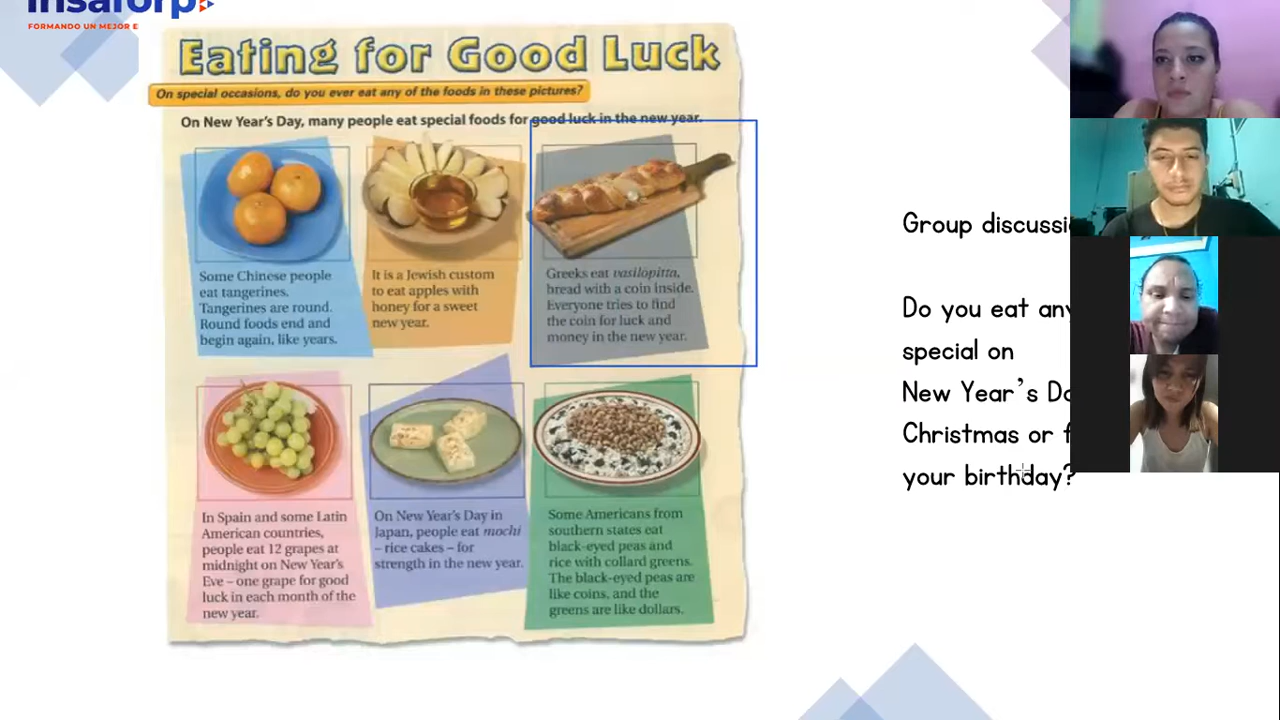 insaforp
FORMANDO UN MEJOR E
Eating for Good Luck
On special occasions, do you ever eat any of the foods in these pictures?
On New Year's Day, many people eat special foods for good luck in the new year.
Some Chinese people
eat tangerines.
Tangerines are round.
Round foods end and
begin again, like years.
It is a Jewish custom
to eat apples with
honey for a sweet
new year.
Greeks eat vasilopitta,
bread with a coin inside.
Everyone tries to find
the coin for luck and
money in the new year.
In Spain and some Latin
American countries,
people eat 12 grapes at
midnight on New Year's
Eve – one grape for good
luck in each month of the
new year.
On New Year's Day in
Japan, people eat mochi
– rice cakes – for
strength in the new year.
Some Americans from
southern states eat
black-eyed peas and
rice with collard greens.
The black-eyed peas are
like coins, and the
greens are like dollars.
Group discussi
Do you eat any
special on
New Year's Da
Christmas or f
your birthday?